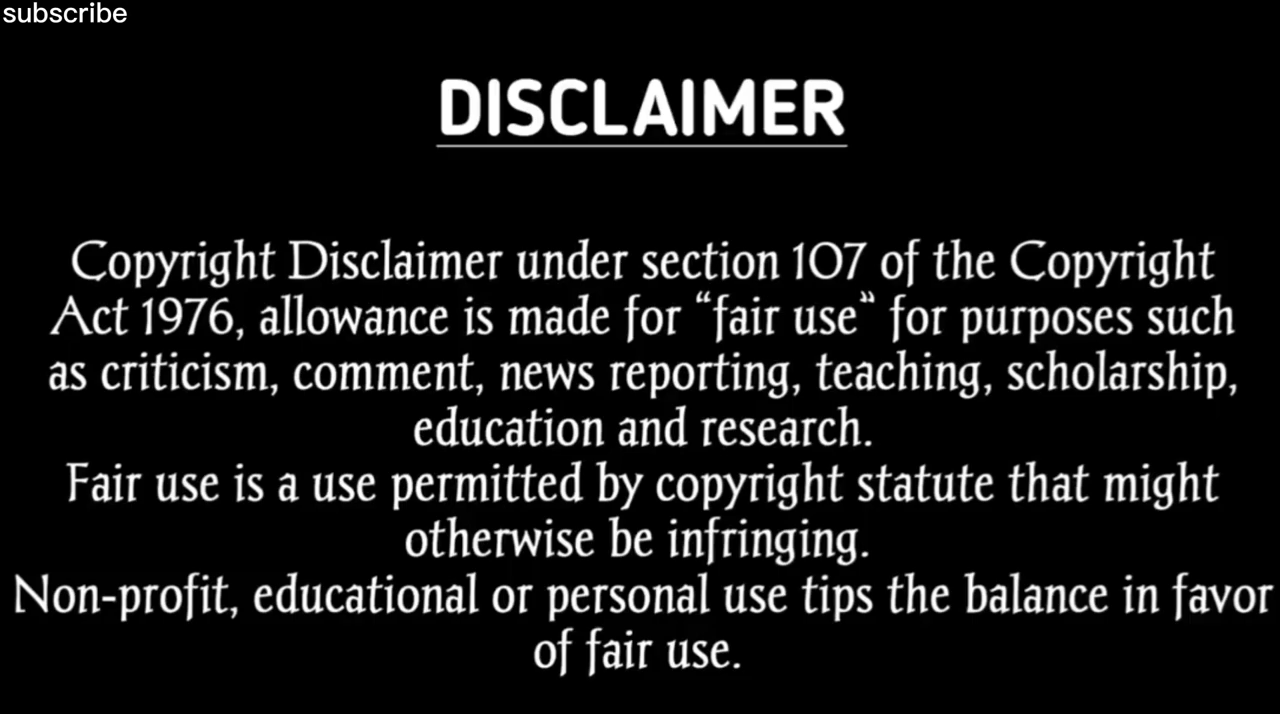 subscribe
DISCLAIMER
Copyright Disclaimer under section 107 of the Copyright
Act 1976, allowance is made for “fair use” for purposes such
as criticism, comment, news reporting, teaching, scholarship,
education and research.
Fair use is a use permitted by copyright statute that might
otherwise be infringing.
Non-profit, educational or personal use tips the balance in favor
of fair use.